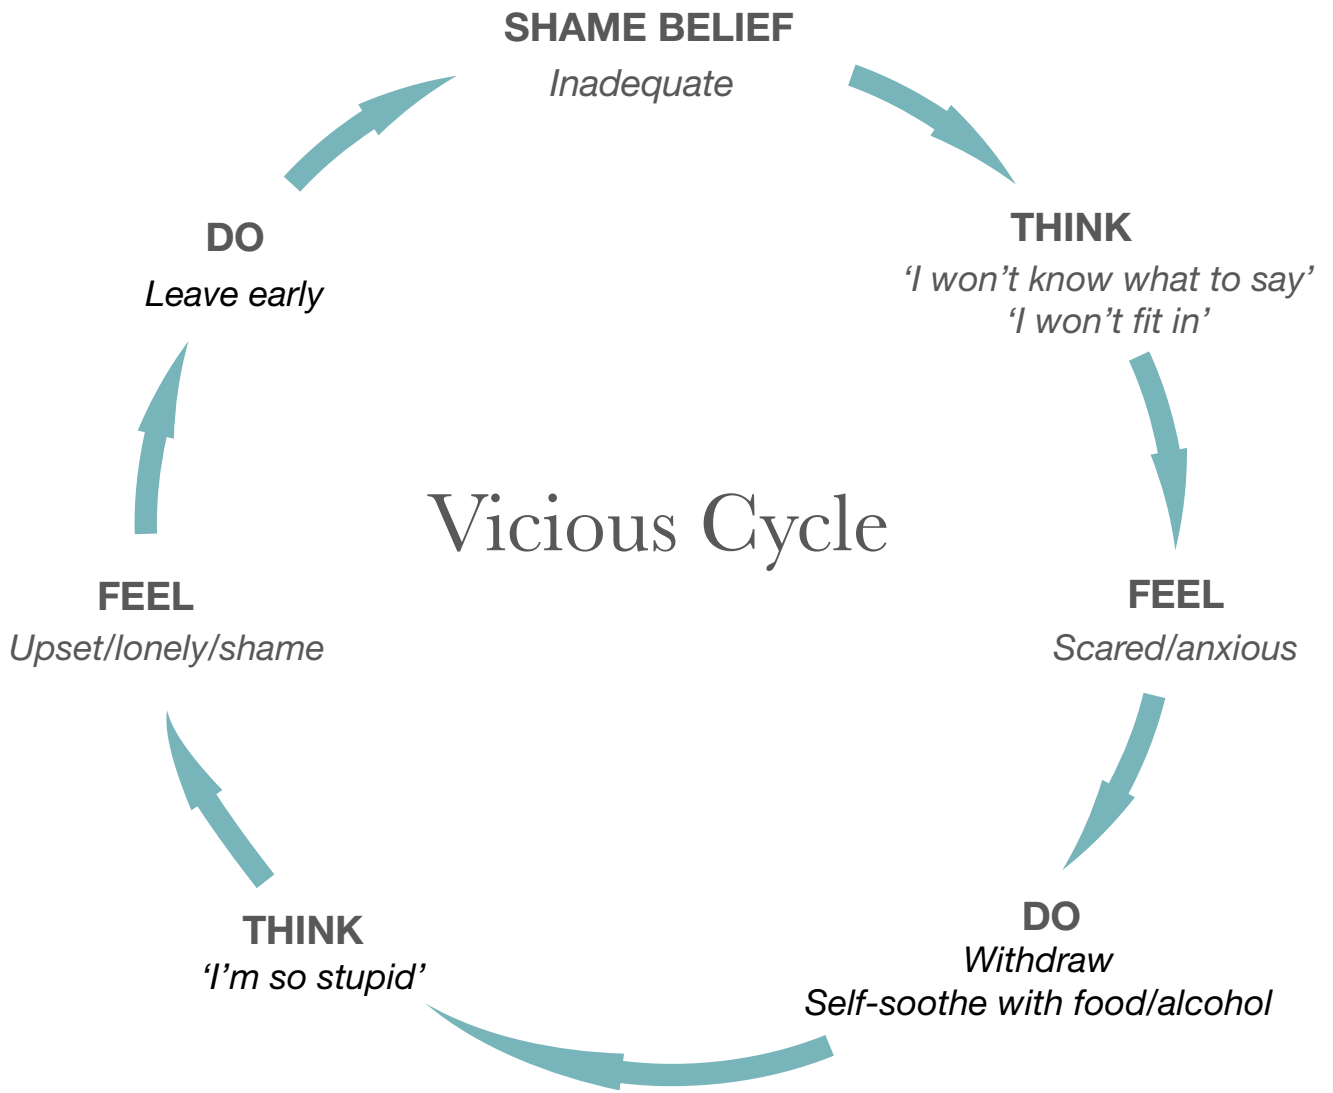 SHAME BELIEF
Inadequate
THINK
‘I won’t know what to say’
‘I won’t fit in’
FEEL
Scared/anxious
DO
Withdraw
Self-soothe with food/alcohol
THINK
‘I’m so stupid’
FEEL
Upset/lonely/shame
DO
Leave early
Vicious Cycle